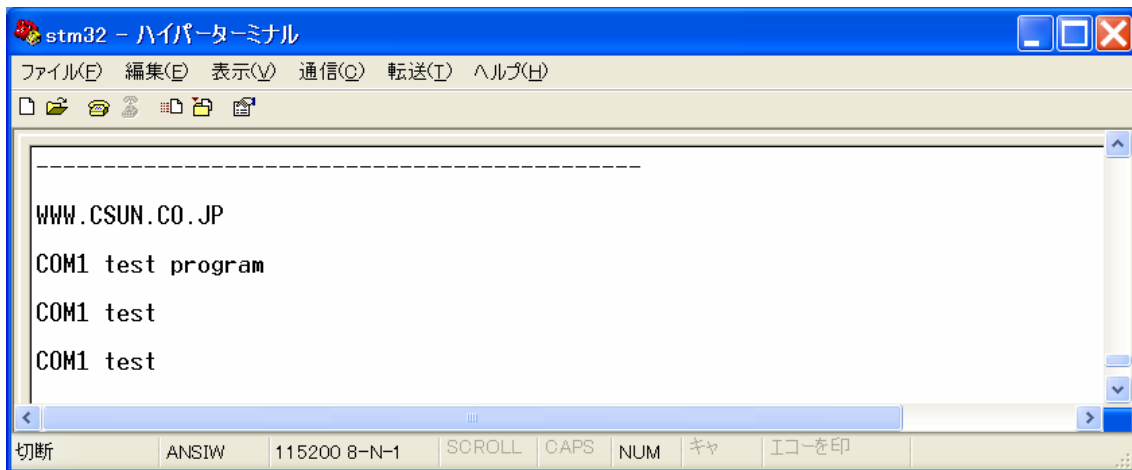 stm32 - ハイパーターミナル
ファイル(F) 編集(E) 表示(V) 通信(C) 転送(T) ヘルプ(H)
---------------------------------------------
WWW.CSUN.CO.JP
COM1 test program
COM1 test
COM1 test
切断 ANSIW 115200 8-N-1 SCROLL CAPS NUM キャ エコーを印